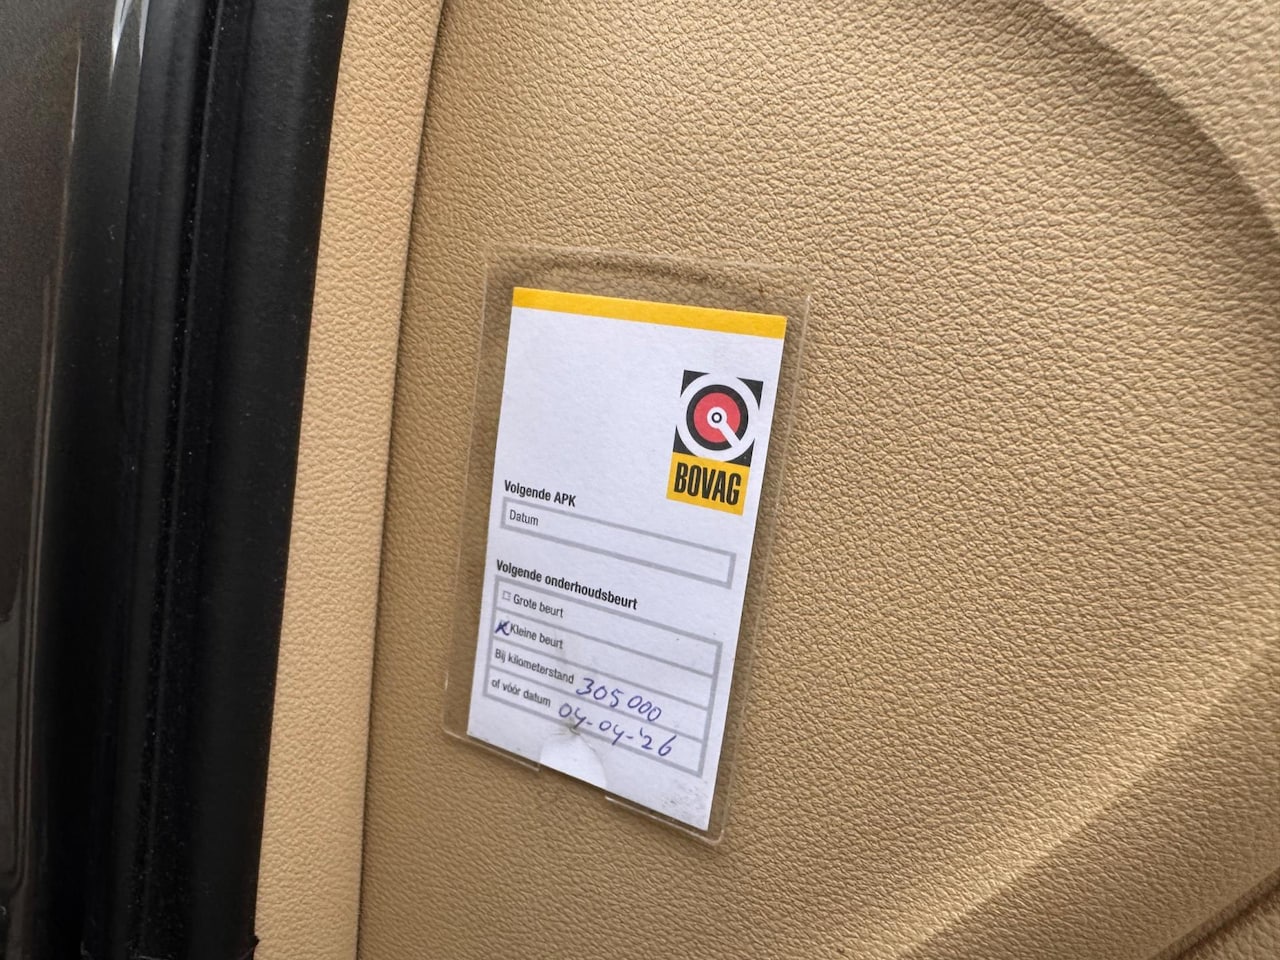 BOVAG
Volgende APK
Datum
Volgende onderhoudsbeurt
Grote beurt
Kleine beurt
Bij kilometerstand 305000
of vóór datum 04-04-'26